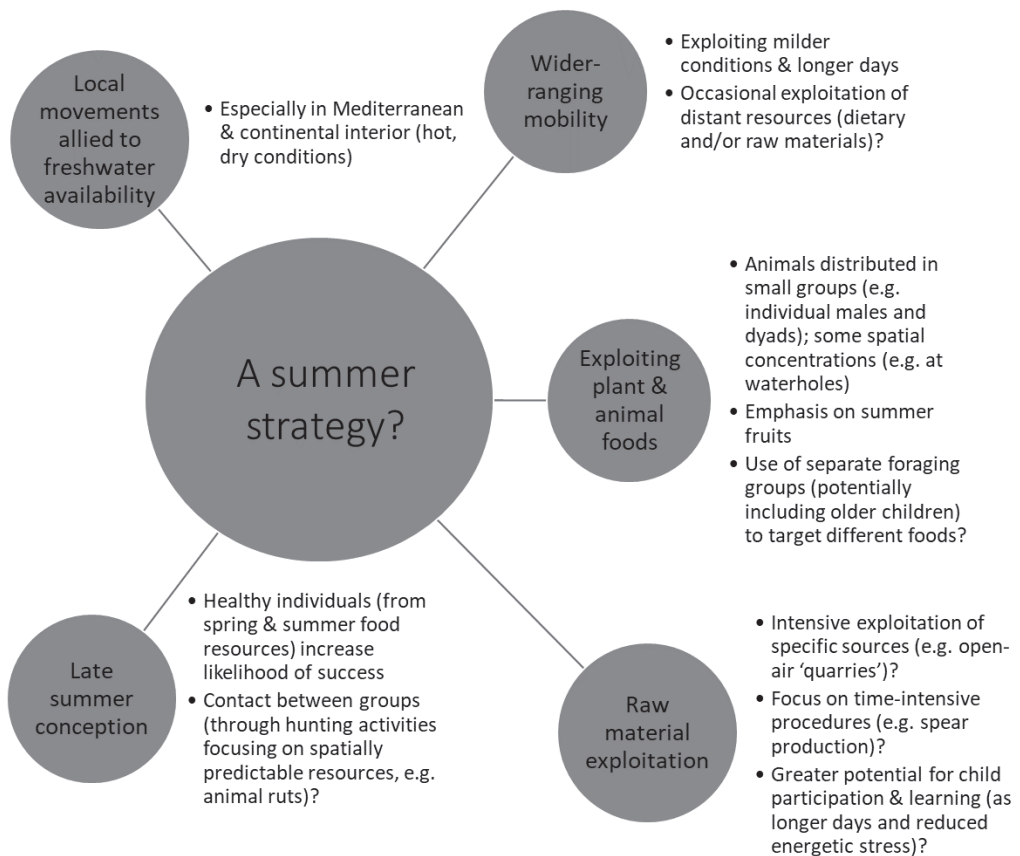 Local
movements
allied to
freshwater
availability
• Especially in Mediterranean
& continental interior (hot,
dry conditions)
Wider-
ranging
mobility
• Exploiting milder
conditions & longer days
• Occasional exploitation of
distant resources (dietary
and/or raw materials)?
A summer
strategy?
Exploiting
plant &
animal
foods
• Animals distributed in
small groups (e.g.
individual males and
dyads); some spatial
concentrations (e.g. at
waterholes)
• Emphasis on summer
fruits
• Use of separate foraging
groups (potentially
including older children)
to target different foods?
Late
summer
conception
• Healthy individuals (from
spring & summer food
resources) increase
likelihood of success
• Contact between groups
(through hunting activities
focusing on spatially
predictable resources, e.g.
animal ruts)?
Raw
material
exploitation
• Intensive exploitation of
specific sources (e.g. open-
air ‘quarries’)?
• Focus on time-intensive
procedures (e.g. spear
production)?
• Greater potential for child
participation & learning (as
longer days and reduced
energetic stress)?